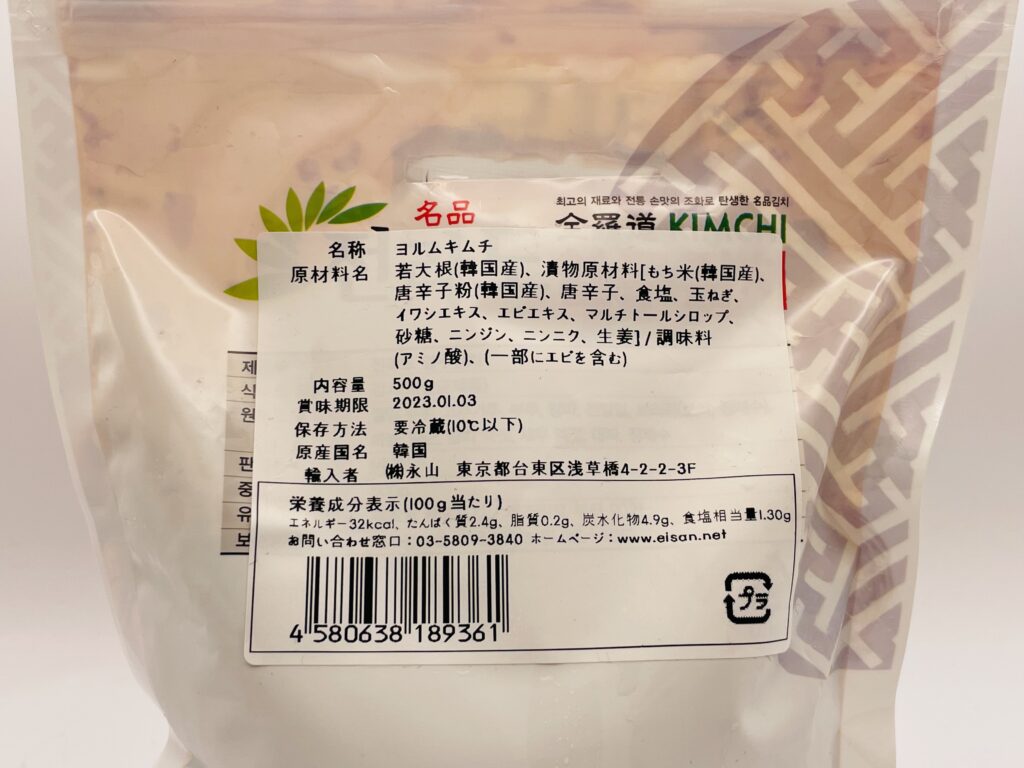 名品
최고의 재료와 전통 손맛의 조화로 탄생한 名品김치
全羅道 KIMCHI
名称 ヨルムキムチ
原材料名 若大根(韓国産)、漬物原材料[もち米(韓国産)、
唐辛子粉(韓国産)、唐辛子、食塩、玉ねぎ、
イワシエキス、エビエキス、マルチトールシロップ、
砂糖、ニンジン、ニンニク、生姜]/調味料
(アミノ酸)、(一部にエビを含む)
内容量 500g
賞味期限 2023.01.03
保存方法 要冷蔵(10℃以下)
原産国名 韓国
輸入者 ㈱永山 東京都台東区浅草橋4-2-2-3F
栄養成分表示(100g当たり)
エネルギー32kcal、たんぱく質2.4g、脂質0.2g、炭水化物4.9g、食塩相当量1.30g
お問い合わせ窓口:03-5809-3840 ホームページ:www.eisan.net
4 580638 189361
プラ
제
식
원
판
중
유
보